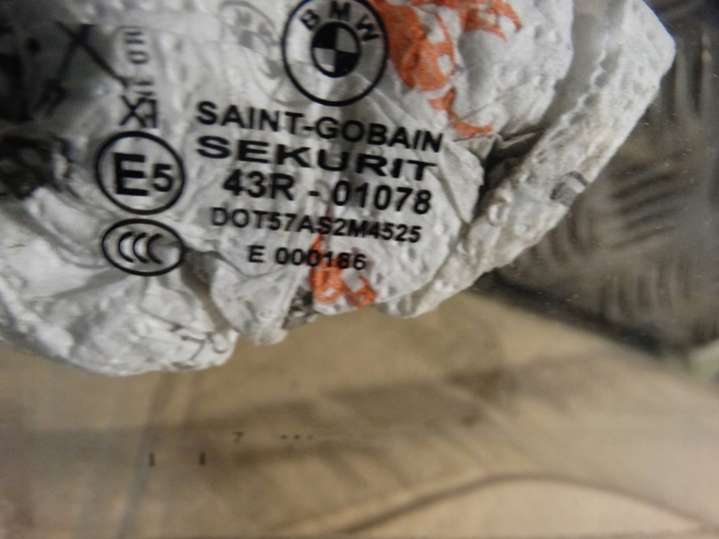 BMW
SAINT-GOBAIN
SEKURIT
E5
43R - 01078
DOT57AS2M4525
CCC
E 000186